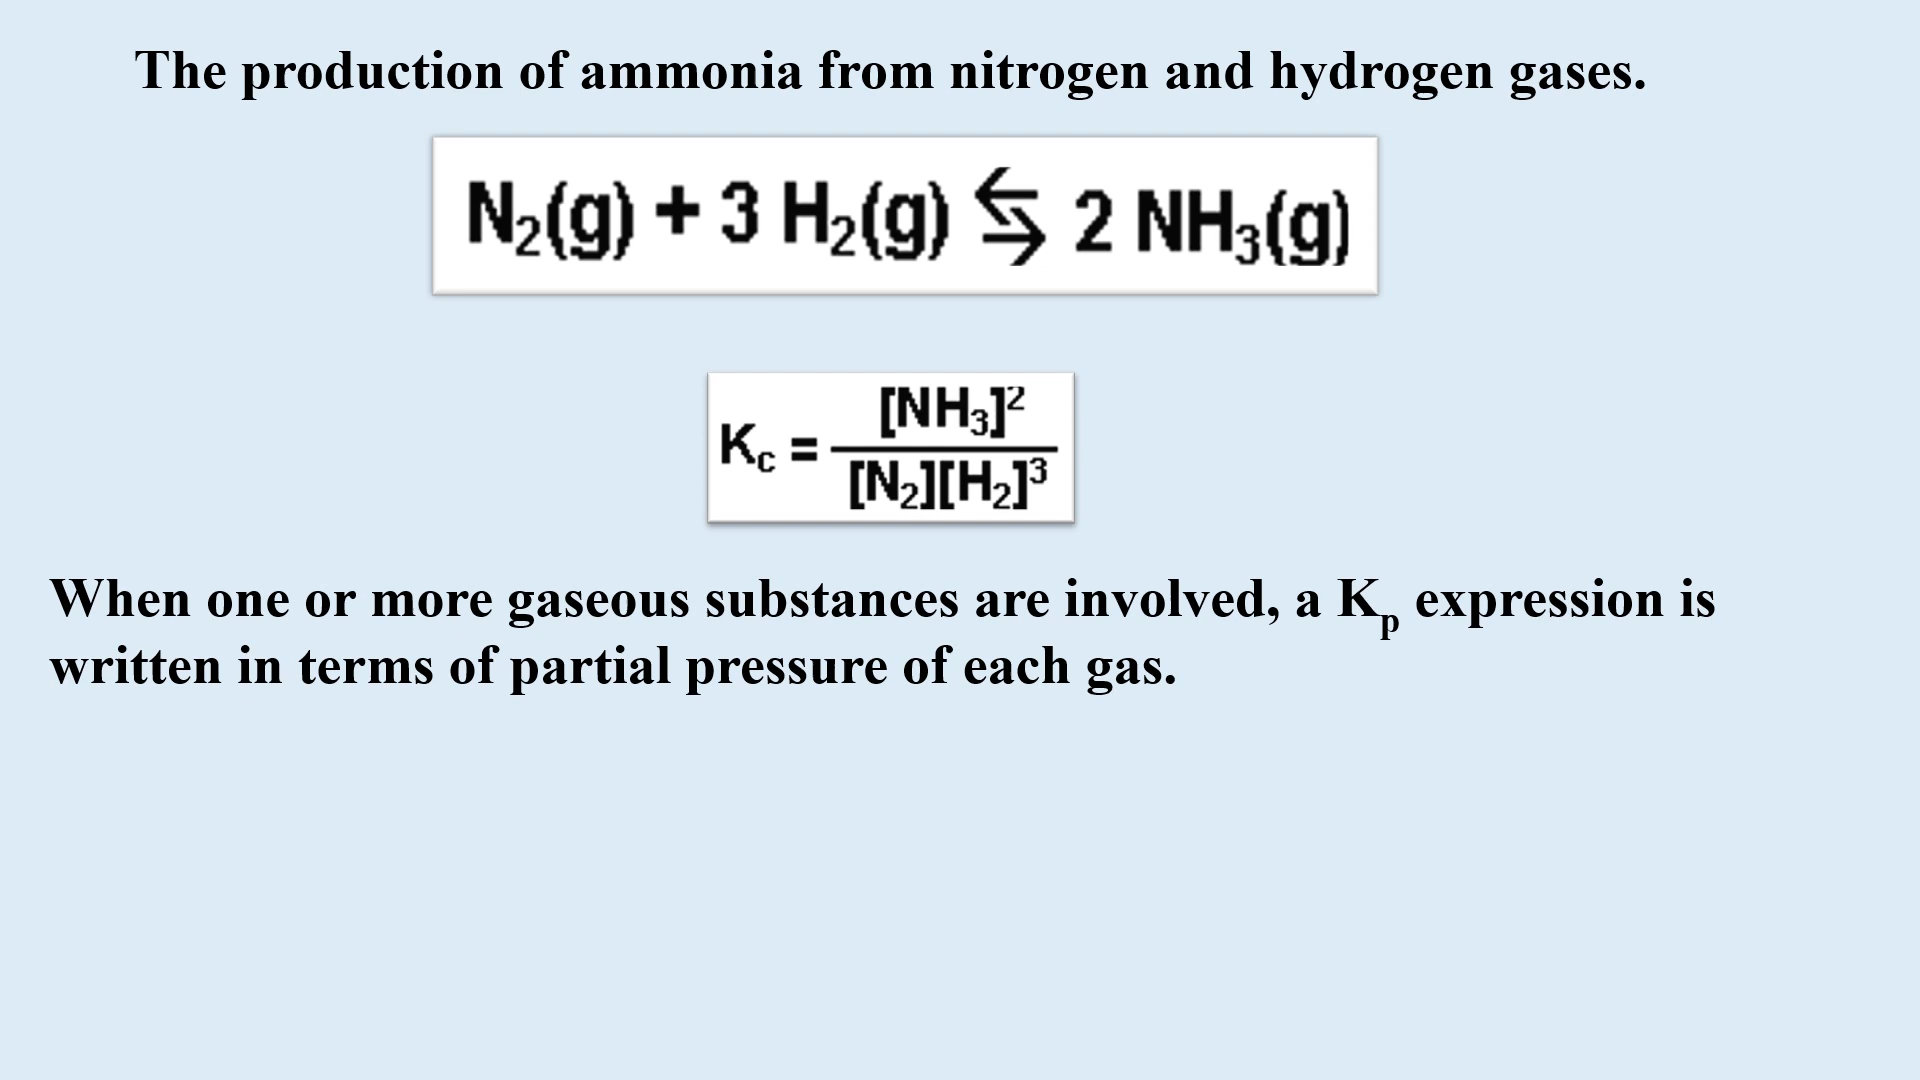 The production of ammonia from nitrogen and hydrogen gases.
N₂(g) + 3 H₂(g) ⇆ 2 NH₃(g)
K꜀ = [NH₃]² / [N₂][H₂]³
When one or more gaseous substances are involved, a Kₚ expression is
written in terms of partial pressure of each gas.